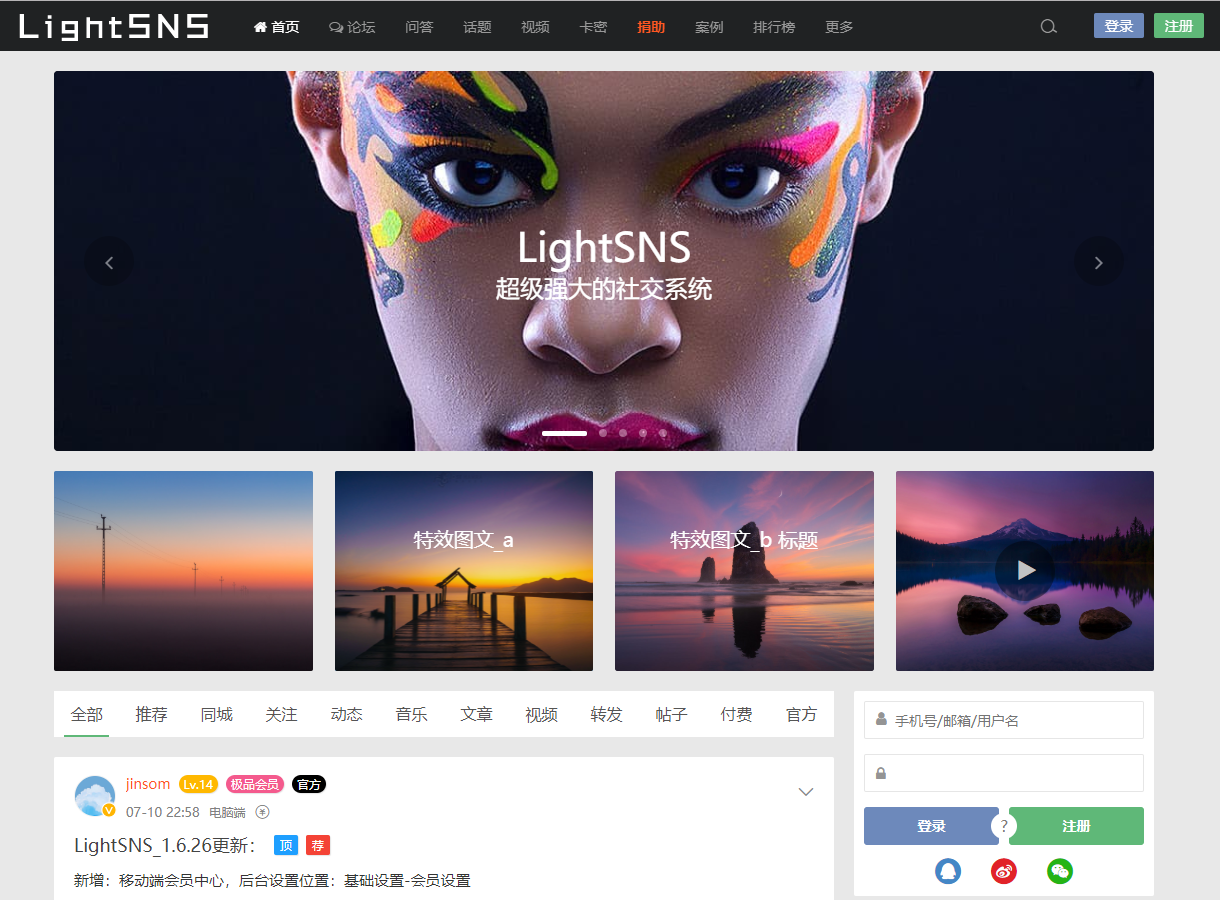 LightSNS 首页 论坛 问答 话题 视频 卡密 捐助 案例 排行榜 更多 登录 注册
LightSNS
超级强大的社交系统
特效图文_a
特效图文_b 标题
全部 推荐 同城 关注 动态 音乐 文章 视频 转发 帖子 付费 官方
手机号/邮箱/用户名
jinsom Lv.14 极品会员 官方
07-10 22:58 电脑端
登录 ? 注册
LightSNS_1.6.26更新： 顶 荐
新增：移动端会员中心，后台设置位置：基础设置-会员设置